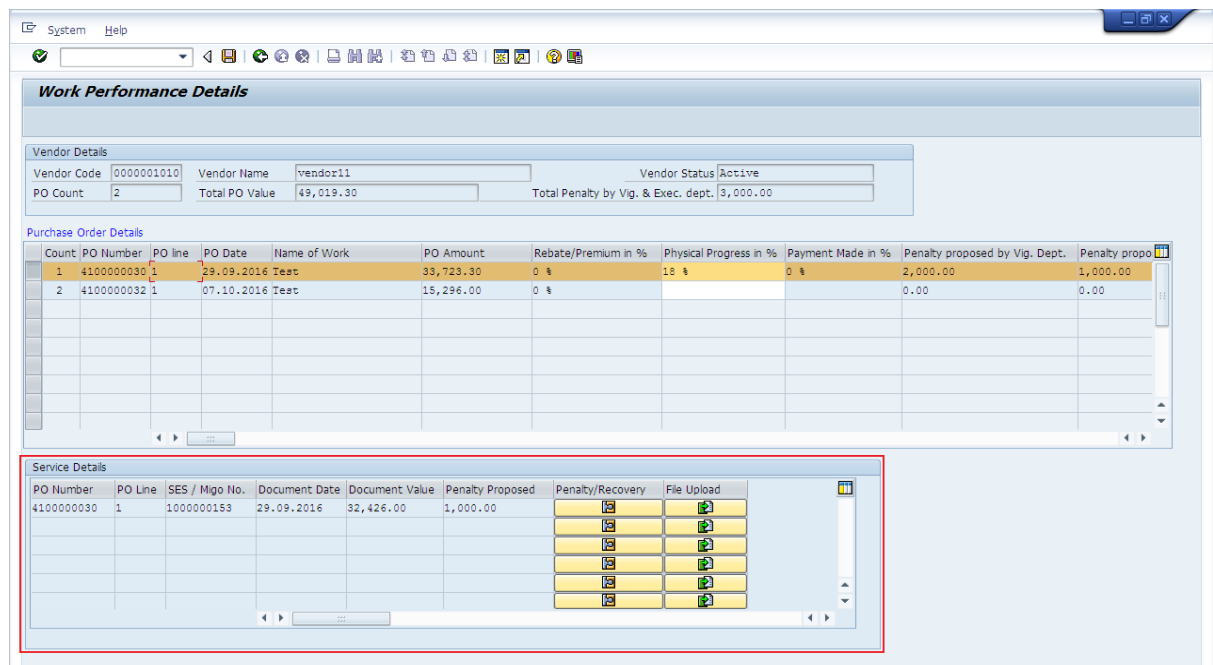 System Help
Work Performance Details
Vendor Details
Vendor Code 0000001010 Vendor Name vendor11 Vendor Status Active
PO Count 2 Total PO Value 49,019.30 Total Penalty by Vig. & Exec. dept. 3,000.00
Purchase Order Details
Count PO Number PO line PO Date Name of Work PO Amount Rebate/Premium in % Physical Progress in % Payment Made in % Penalty proposed by Vig. Dept. Penalty propo
1 4100000030 1 29.09.2016 Test 33,723.30 0 % 18 % 0 % 2,000.00 1,000.00
2 4100000032 1 07.10.2016 Test 15,296.00 0 % 0.00 0.00
Service Details
PO Number PO Line SES / Migo No. Document Date Document Value Penalty Proposed Penalty/Recovery File Upload
4100000030 1 1000000153 29.09.2016 32,426.00 1,000.00